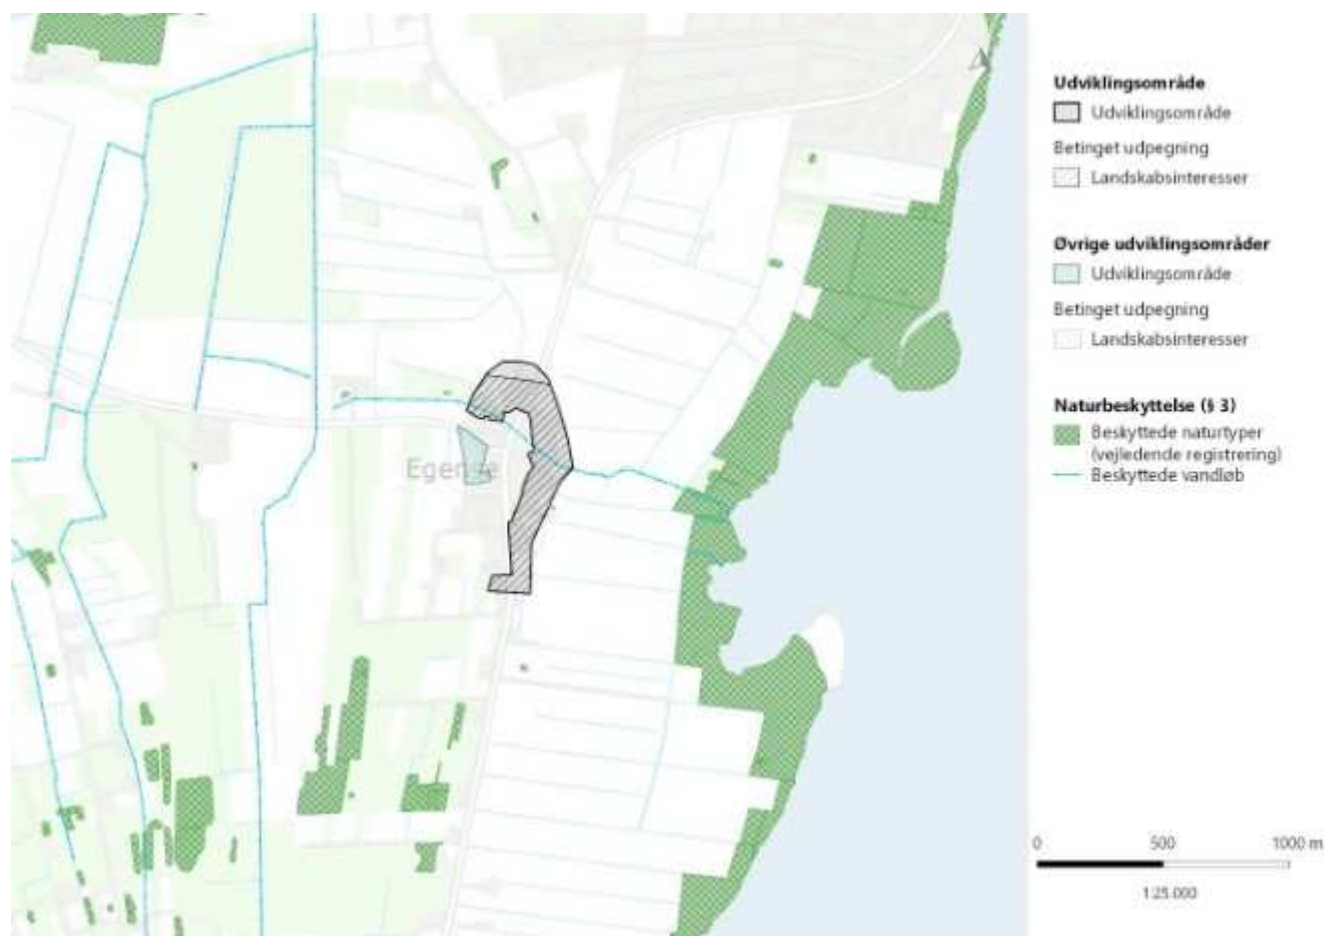 Udviklingsområde
Udviklingsområde
Betinget udpegning
Landskabsinteresser
Øvrige udviklingsområder
Udviklingsområde
Betinget udpegning
Landskabsinteresser
Naturbeskyttelse (§ 3)
Beskyttede naturtyper
(vejledende registrering)
Beskyttede vandløb
Egense
0 500 1000 m
1:25.000